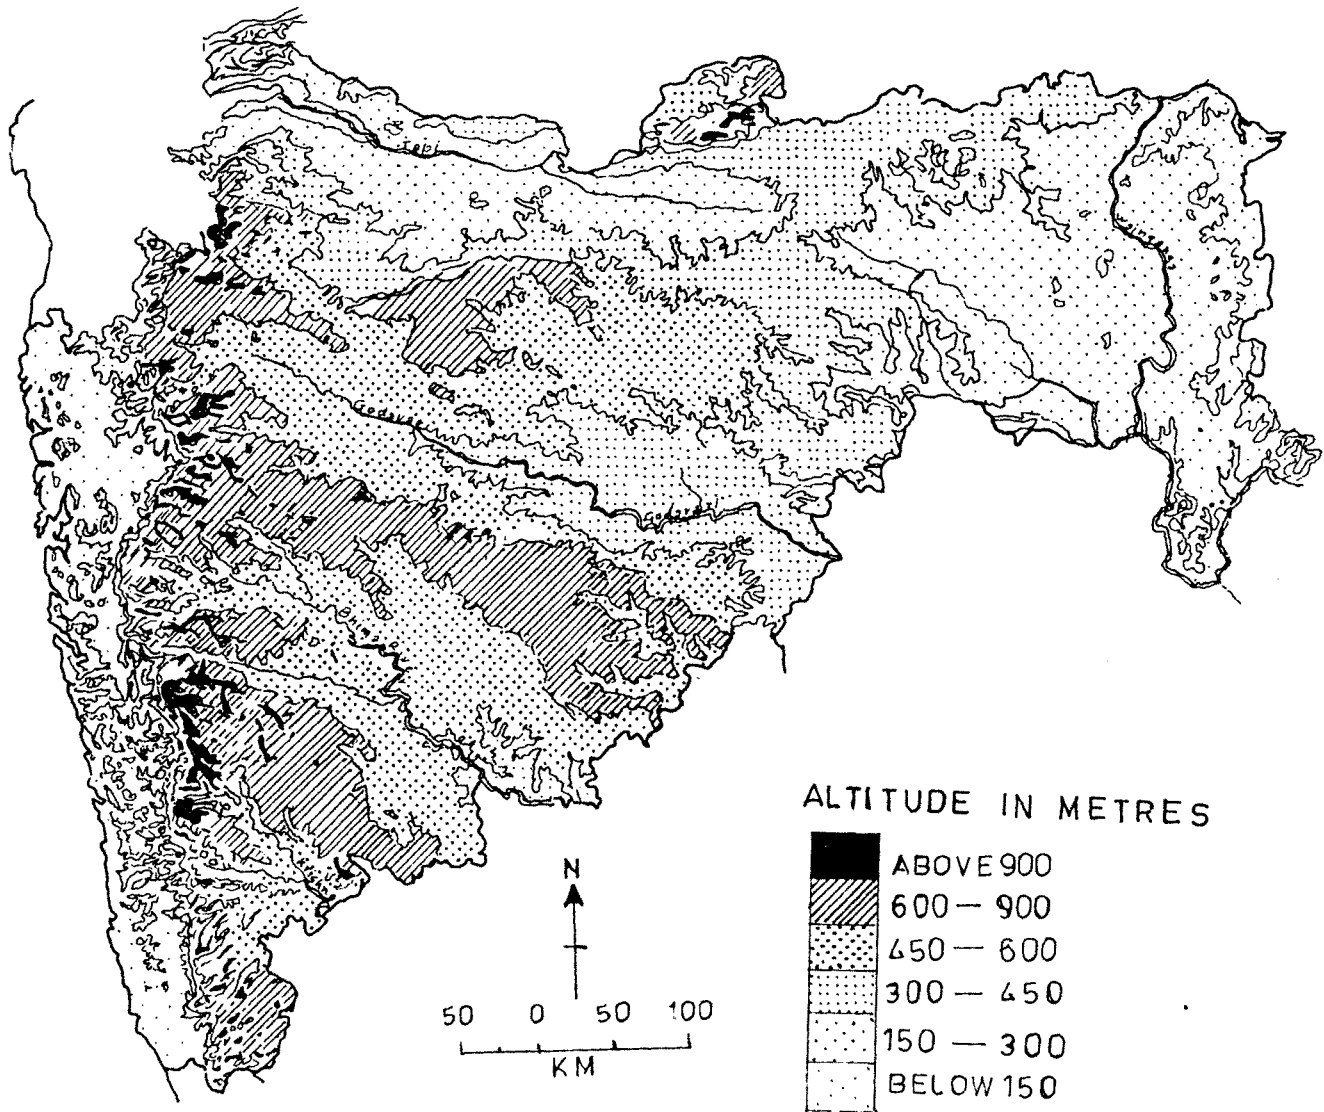 Tapi
Godavari
Godavari
ALTITUDE IN METRES
ABOVE 900
600 — 900
450 — 600
300 — 450
150 — 300
BELOW 150
N
50 0 50 100
KM